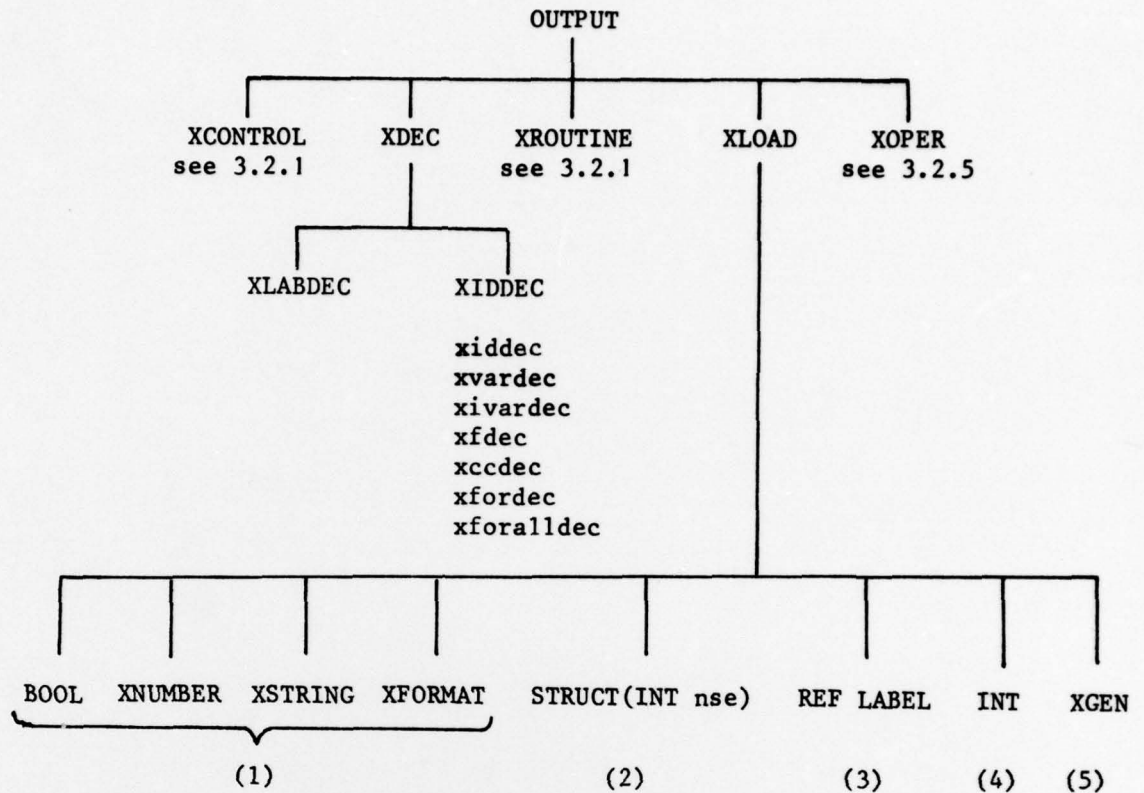 OUTPUT
XCONTROL XDEC XROUTINE XLOAD XOPER
see 3.2.1 see 3.2.1 see 3.2.5
XLABDEC XIDDEC
xiddec
xvardec
xivardec
xfdec
xccdec
xfordec
xforalldec
BOOL XNUMBER XSTRING XFORMAT STRUCT(INT nse) REF LABEL INT XGEN
(1) (2) (3) (4) (5)